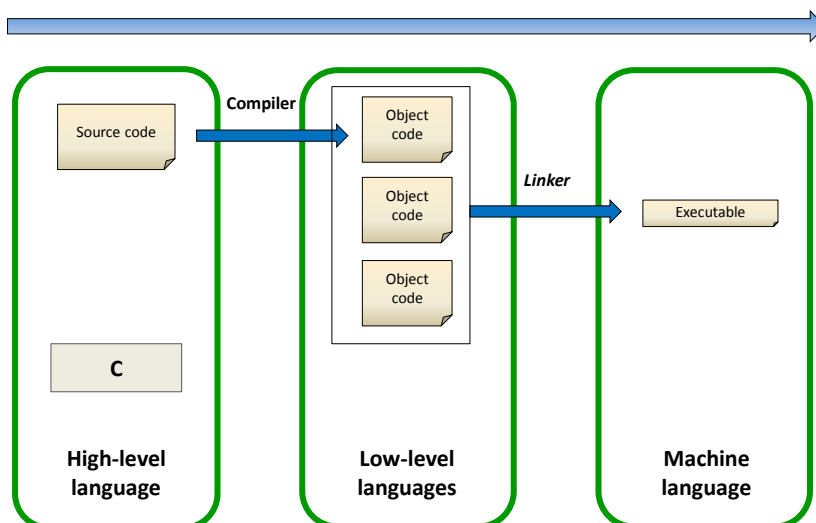 Compiler
Source code
Object
code
Object
code
Linker
Executable
Object
code
C
High-level
language
Low-level
languages
Machine
language